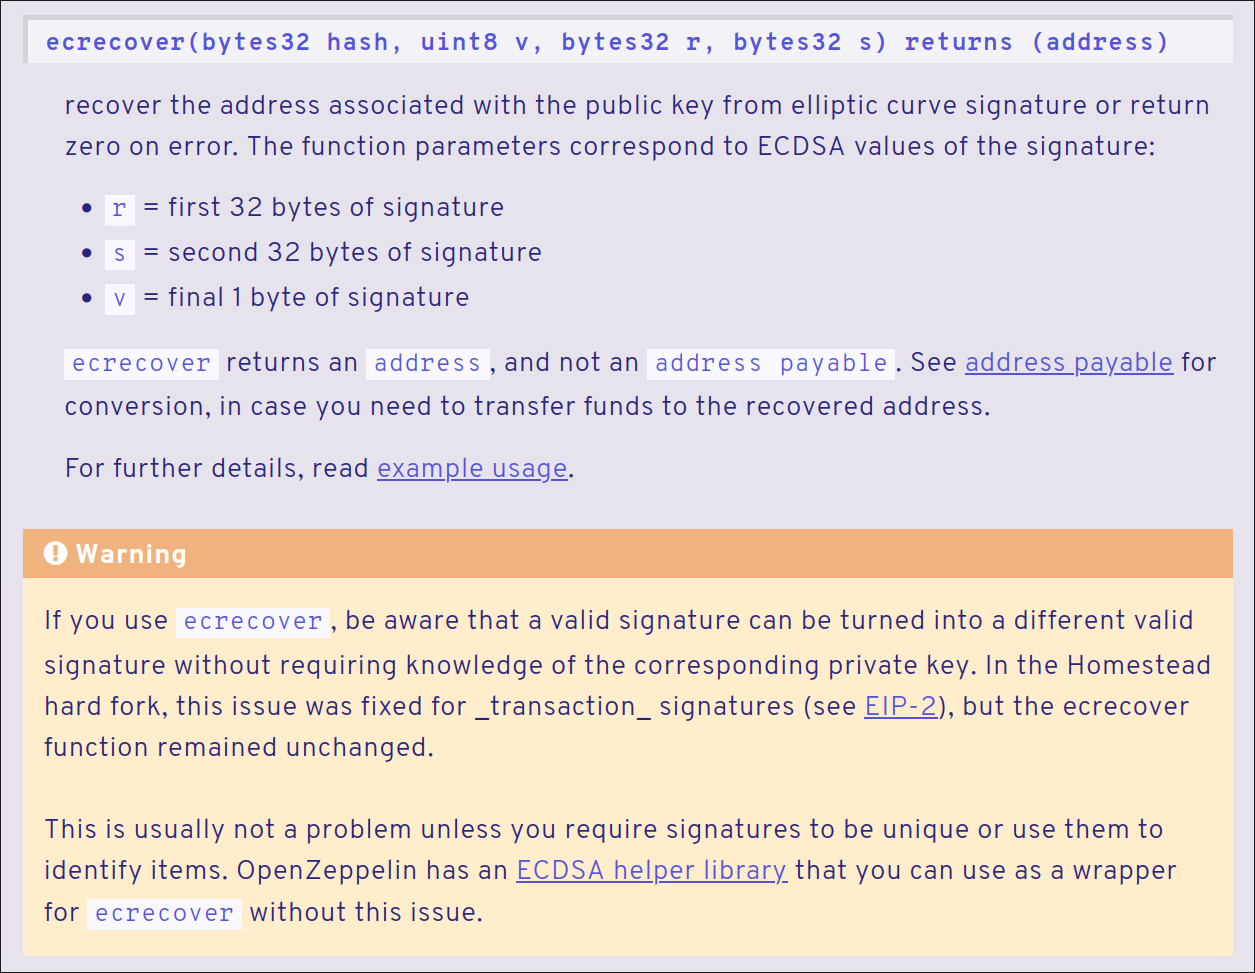 ecrecover(bytes32 hash, uint8 v, bytes32 r, bytes32 s) returns (address)
recover the address associated with the public key from elliptic curve signature or return
zero on error. The function parameters correspond to ECDSA values of the signature:
• r = first 32 bytes of signature
• s = second 32 bytes of signature
• v = final 1 byte of signature
ecrecover returns an address, and not an address payable. See address payable for
conversion, in case you need to transfer funds to the recovered address.
For further details, read example usage.
Warning
If you use ecrecover, be aware that a valid signature can be turned into a different valid
signature without requiring knowledge of the corresponding private key. In the Homestead
hard fork, this issue was fixed for _transaction_ signatures (see EIP-2), but the ecrecover
function remained unchanged.
This is usually not a problem unless you require signatures to be unique or use them to
identify items. OpenZeppelin has an ECDSA helper library that you can use as a wrapper
for ecrecover without this issue.